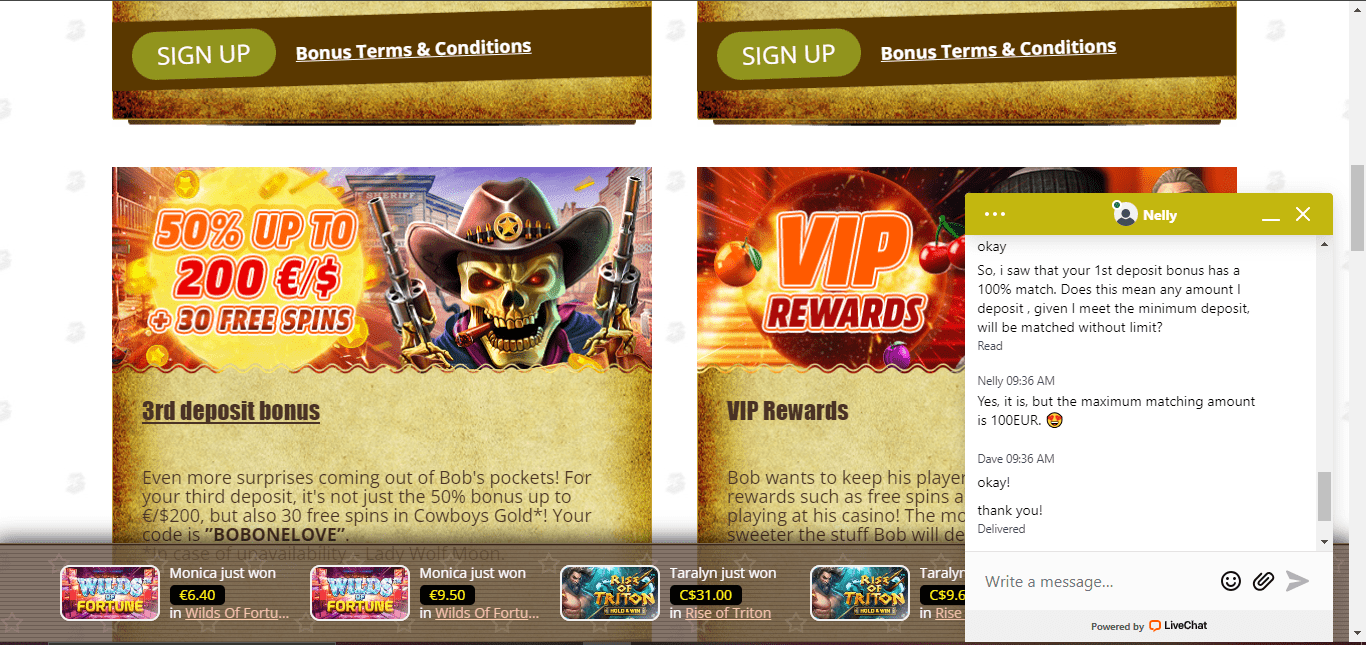 SIGN UP
Bonus Terms & Conditions
SIGN UP
Bonus Terms & Conditions
SHERIFF
50% UP TO
200 €/$
+ 30 FREE SPINS
3rd deposit bonus
Even more surprises coming out of Bob's pockets! For
your third deposit, it's not just the 50% bonus up to
€/$200, but also 30 free spins in Cowboys Gold*! Your
code is ”BOBONELOVE”.
*In case of unavailability - Lady Wolf Moon.
VIP
REWARDS
VIP Rewards
Bob wants to keep his player
rewards such as free spins a
playing at his casino! The mo
sweeter the stuff Bob will de
Nelly
okay
So, i saw that your 1st deposit bonus has a
100% match. Does this mean any amount I
deposit , given I meet the minimum deposit,
will be matched without limit?
Read
Nelly 09:36 AM
Yes, it is, but the maximum matching amount
is 100EUR. 🤩
Dave 09:36 AM
okay!
thank you!
Delivered
Write a message...
Powered by LiveChat
WILDS OF FORTUNE
Monica just won
€6.40
in Wilds Of Fortu...
WILDS OF FORTUNE
Monica just won
€9.50
in Wilds Of Fortu...
RISE OF TRITON
HOLD & WIN
Taralyn just won
C$31.00
in Rise of Triton
RISE OF TRITON
HOLD & WIN
Taralyn
C$9.6
in Rise